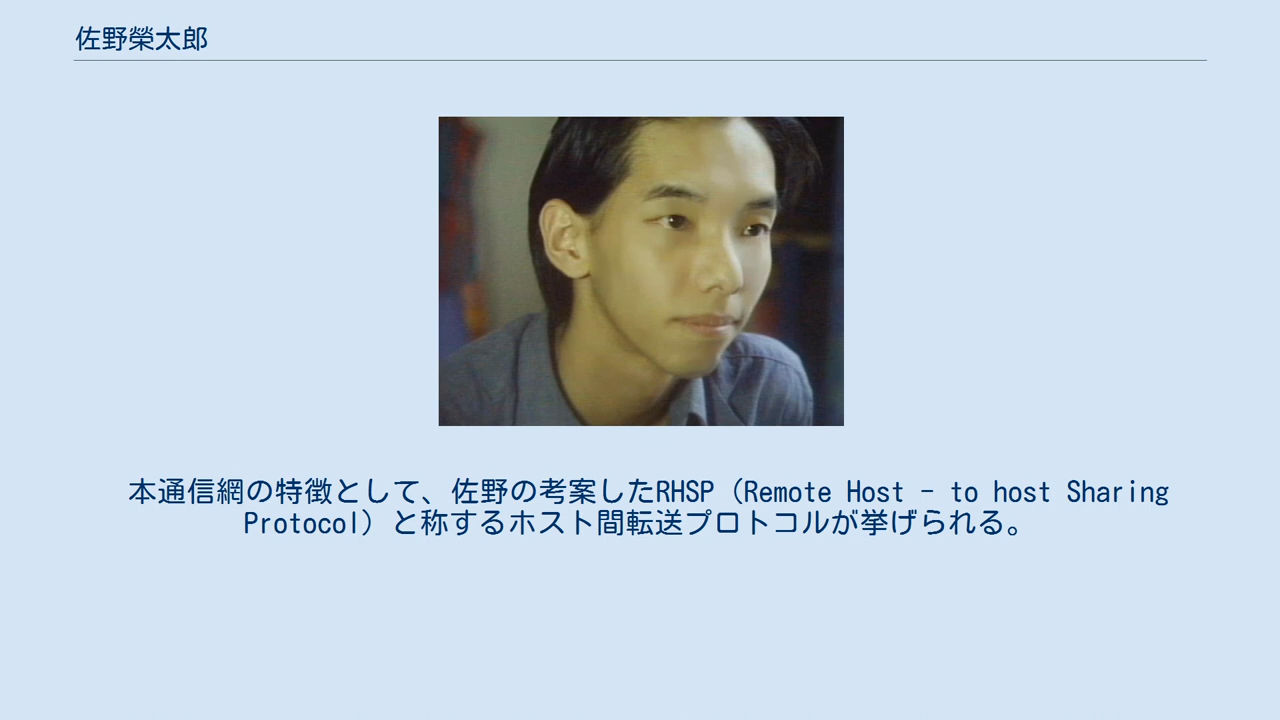 佐野榮太郎
本通信網の特徴として、佐野の考案したRHSP（Remote Host - to host Sharing
Protocol）と称するホスト間転送プロトコルが挙げられる。